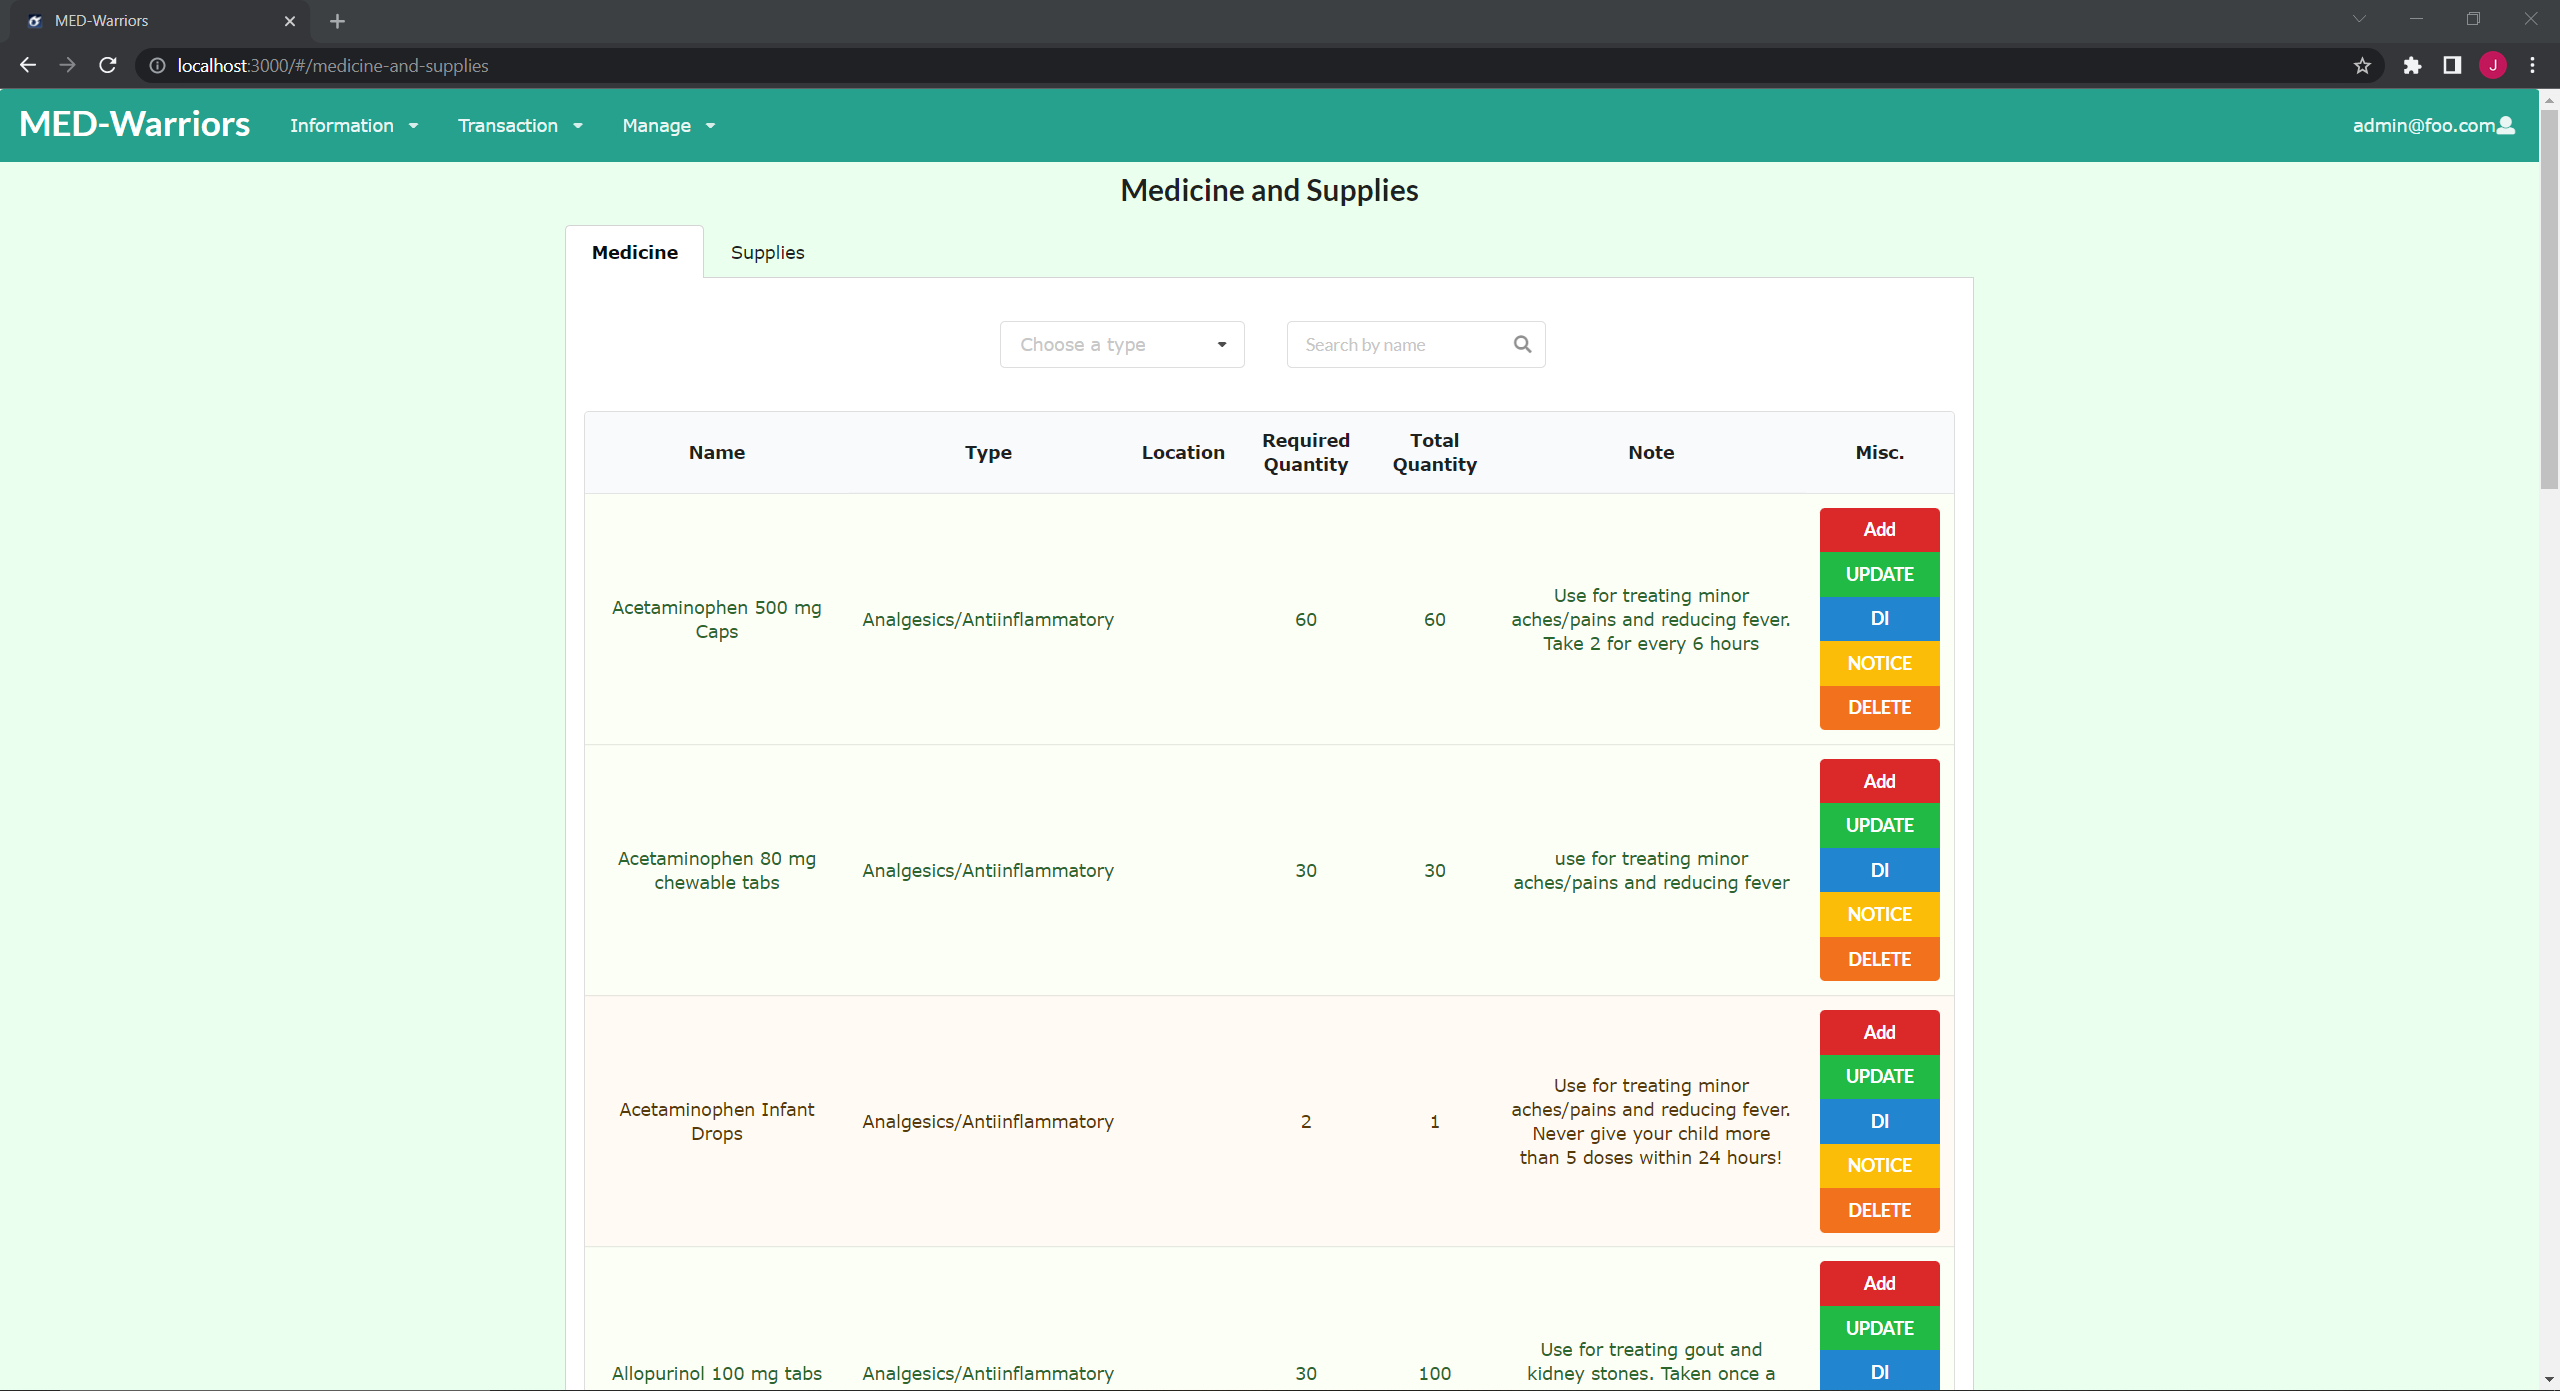 MED-Warriors
localhost:3000/#/medicine-and-supplies
J
MED-Warriors
Information
Transaction
Manage
admin@foo.com
Medicine and Supplies
Medicine
Supplies
Choose a type
Search by name
Name
Type
Location
Required
Quantity
Total
Quantity
Note
Misc.
Acetaminophen 500 mg
Caps
Analgesics/Antiinflammatory
60
60
Use for treating minor
aches/pains and reducing fever.
Take 2 for every 6 hours
Add
UPDATE
DI
NOTICE
DELETE
Acetaminophen 80 mg
chewable tabs
Analgesics/Antiinflammatory
30
30
use for treating minor
aches/pains and reducing fever
Add
UPDATE
DI
NOTICE
DELETE
Acetaminophen Infant
Drops
Analgesics/Antiinflammatory
2
1
Use for treating minor
aches/pains and reducing fever.
Never give your child more
than 5 doses within 24 hours!
Add
UPDATE
DI
NOTICE
DELETE
Allopurinol 100 mg tabs
Analgesics/Antiinflammatory
30
100
Use for treating gout and
kidney stones. Taken once a
Add
UPDATE
DI